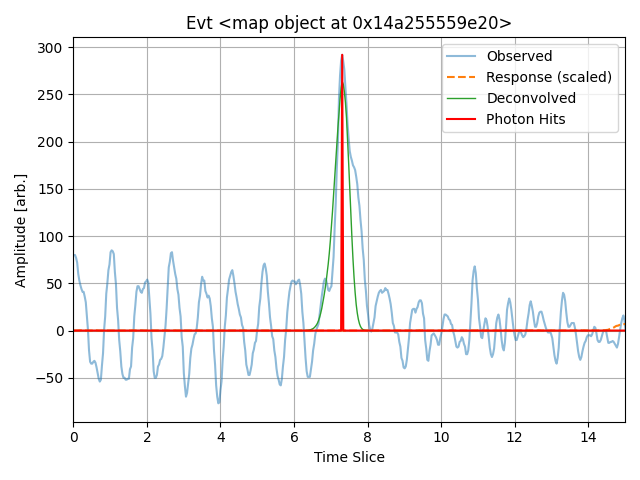 Evt <map object at 0x14a255559e20>
Observed
Response (scaled)
Deconvolved
Photon Hits
Amplitude [arb.]
300
250
200
150
100
50
0
−50
0 2 4 6 8 10 12 14
Time Slice